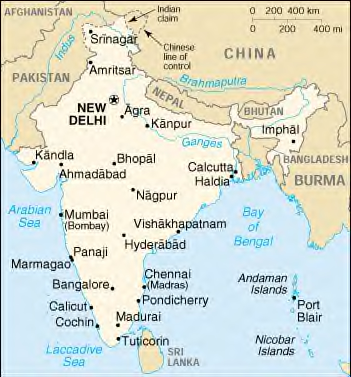 AFGHANISTAN
Indian
claim
0 200 400 km
0 200 400 mi
Srinagar
Chinese
line of
control
CHINA
Indus
Amritsar
PAKISTAN
Brahmaputra
NEW
DELHI
NEPAL
BHUTAN
Agra
Kānpur
Imphāl
Ganges
BANGLADESH
Kāndla
Bhopāl
Calcutta
Ahmadābad
Haldia
BURMA
Nāgpur
Arabian
Sea
Mumbai
(Bombay)
Vishākhapatnam
Bay
of
Bengal
Hyderābād
Panaji
Marmagao
Chennai
(Madras)
Andaman
Islands
Bangalore
Pondicherry
Port
Blair
Calicut
Madurai
Cochin
Nicobar
Islands
Tuticorin
Laccadive
Sea
SRI
LANKA